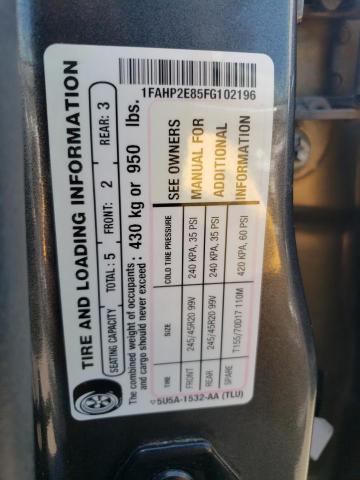 1FAHP2E85FG102196
TIRE AND LOADING INFORMATION
SEATING CAPACITY TOTAL : 5 FRONT: 2 REAR: 3
The combined weight of occupants : 430 kg or 950 lbs.
and cargo should never exceed :
TIRE SIZE COLD TIRE PRESSURE
FRONT 245/45R20 99V 240 KPA, 35 PSI
REAR 245/45R20 99V 240 KPA, 35 PSI
SPARE T155/70D17 110M 420 KPA, 60 PSI
SEE OWNERS
MANUAL FOR
ADDITIONAL
INFORMATION
5U5A-1532-AA (TLU)